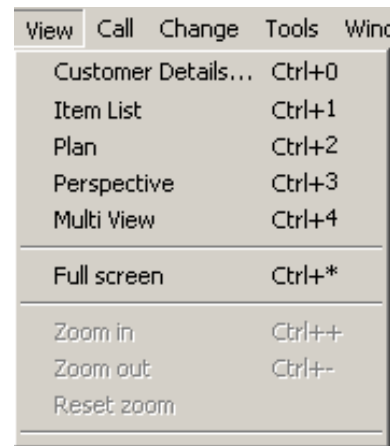 View Call Change Tools
Customer Details... Ctrl+0
Item List Ctrl+1
Plan Ctrl+2
Perspective Ctrl+3
Multi View Ctrl+4
Full screen Ctrl+*
Zoom in Ctrl++
Zoom out Ctrl+-
Reset zoom